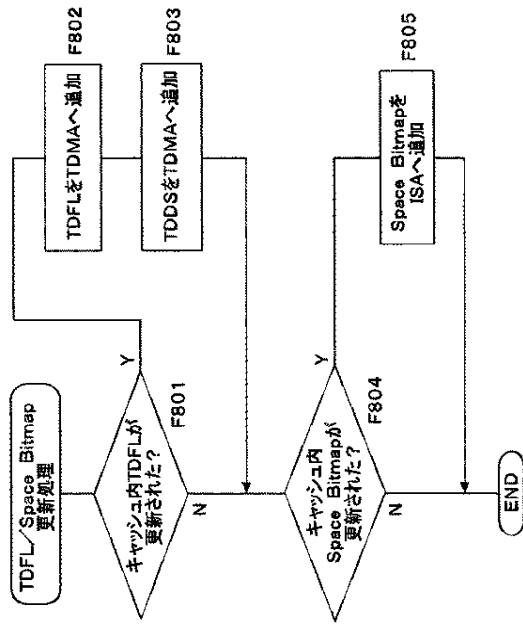 TDFL/Space Bitmap
更新処理
キャッシュ内TDFLが
更新された?
F801
Y
N
TDFLをTDMAへ追加
F802
TDDSをTDMAへ追加
F803
キャッシュ内
Space Bitmapが
更新された?
F804
Y
N
Space Bitmapを
ISAへ追加
F805
END